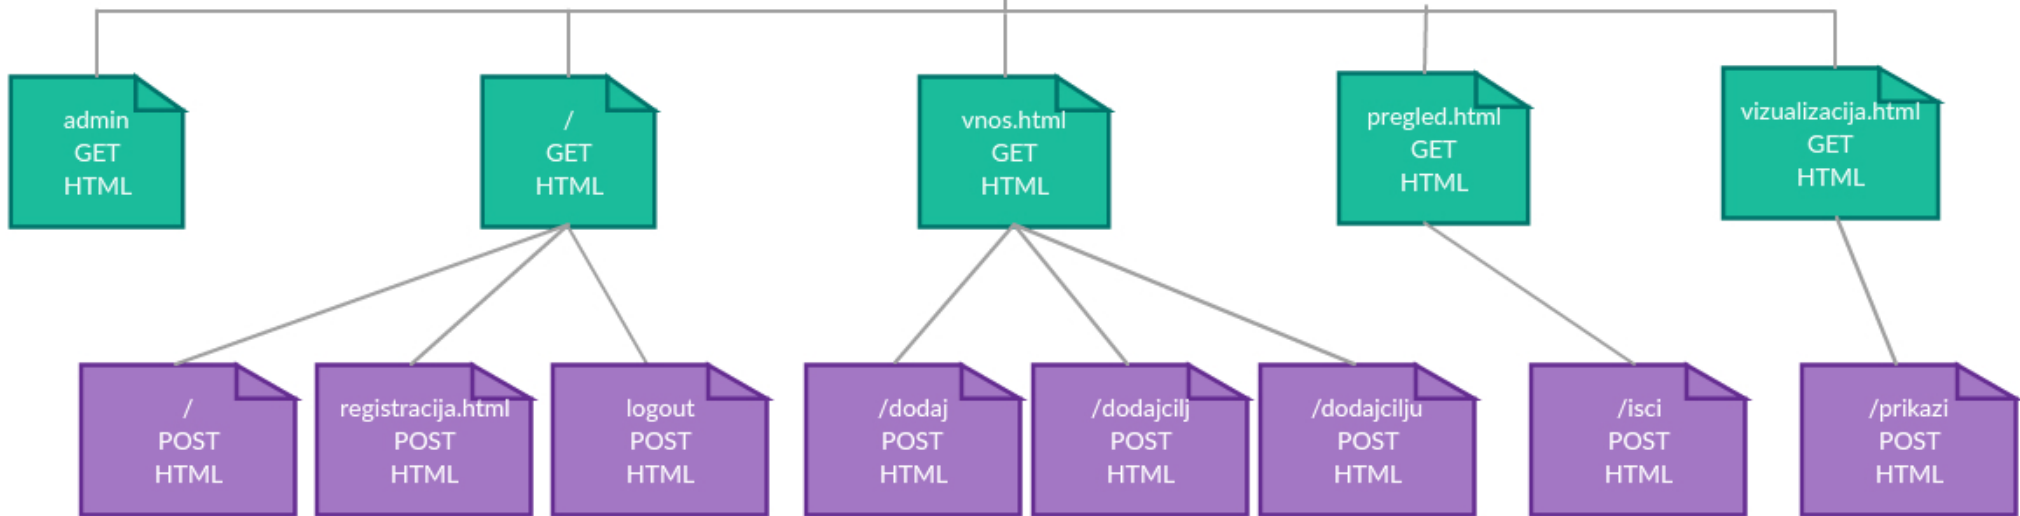 admin
GET
HTML
/
GET
HTML
vnos.html
GET
HTML
pregled.html
GET
HTML
vizualizacija.html
GET
HTML
/
POST
HTML
registracija.html
POST
HTML
logout
POST
HTML
/dodaj
POST
HTML
/dodajcilj
POST
HTML
/dodajcilju
POST
HTML
/isci
POST
HTML
/prikazi
POST
HTML